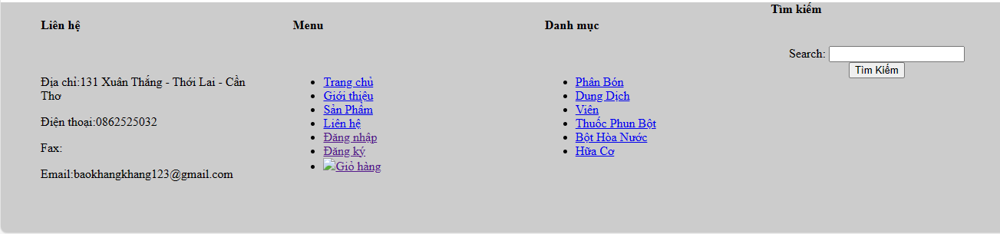 Liên hệ
Địa chỉ:131 Xuân Thắng - Thới Lai - Cần
Thơ
Điện thoại:0862525032
Fax:
Email:baokhangkhang123@gmail.com
Menu
Trang chủ
Giới thiệu
Sản Phẩm
Liên hệ
Đăng nhập
Đăng ký
Giỏ hàng
Danh mục
Phân Bón
Dung Dịch
Viên
Thuốc Phun Bột
Bột Hòa Nước
Hữa Cơ
Tìm kiếm
Search:
Tìm Kiếm